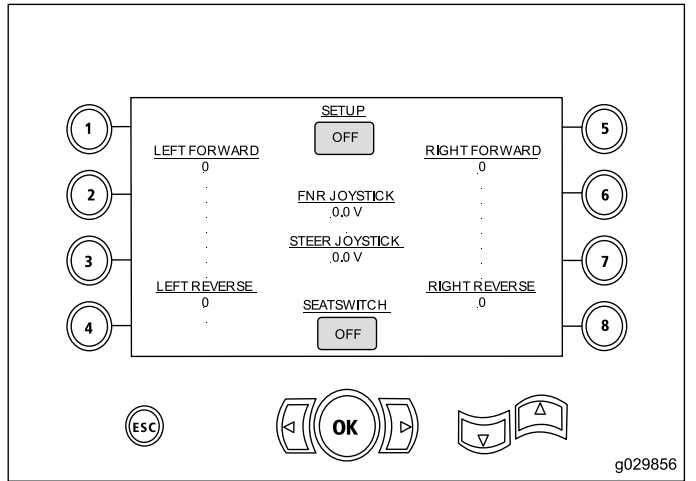 SETUP
OFF
LEFT FORWARD
0
RIGHT FORWARD
0
FNR JOYSTICK
0.0 V
STEER JOYSTICK
0.0 V
LEFT REVERSE
0
RIGHT REVERSE
0
SEATSWITCH
OFF
1
2
3
4
5
6
7
8
ESC
OK
g029856